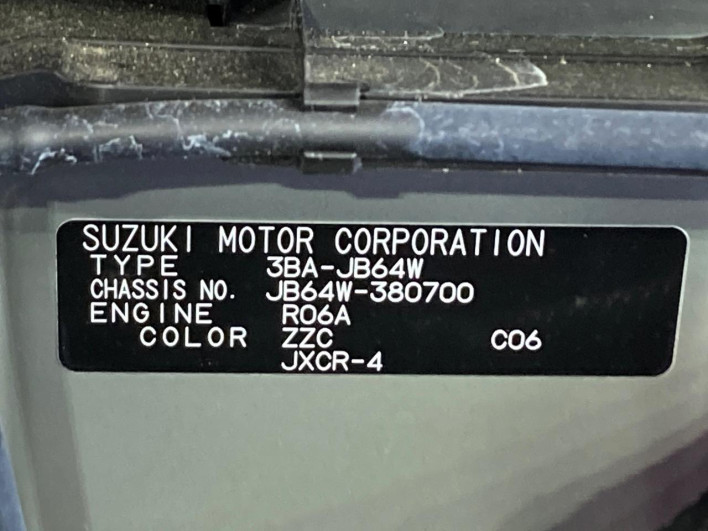 SUZUKI MOTOR CORPORATION
TYPE 3BA-JB64W
CHASSIS NO. JB64W-380700
ENGINE R06A
COLOR ZZC C06
JXCR-4